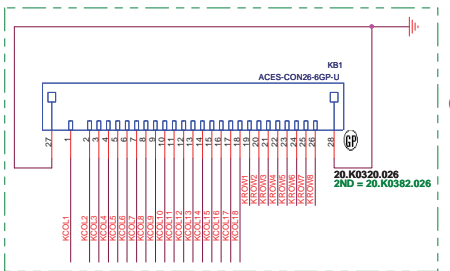 KB1
ACES-CON26-6GP-U
27
1
2
3
4
5
6
7
8
9
10
11
12
13
14
15
16
17
18
19
20
21
22
23
24
25
26
28
GP
KCOL1
KCOL2
KCOL3
KCOL4
KCOL5
KCOL6
KCOL7
KCOL8
KCOL9
KCOL10
KCOL11
KCOL12
KCOL13
KCOL14
KCOL15
KCOL16
KCOL17
KCOL18
KROW1
KROW2
KROW3
KROW4
KROW5
KROW6
KROW7
KROW8
20.K0320.026
2ND = 20.K0382.026